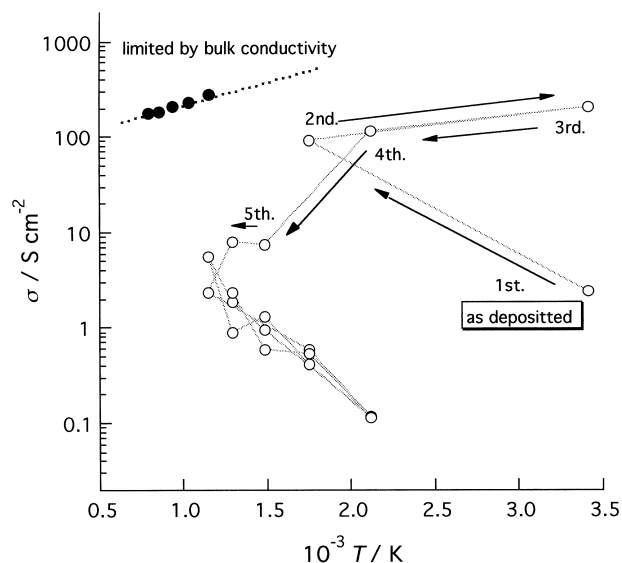 1000
limited by bulk conductivity
2nd.
100
3rd.
4th.
5th.
10
σ / S cm⁻²
1st.
as depositted
1
0.1
0.5 1.0 1.5 2.0 2.5 3.0 3.5
10⁻³ T / K